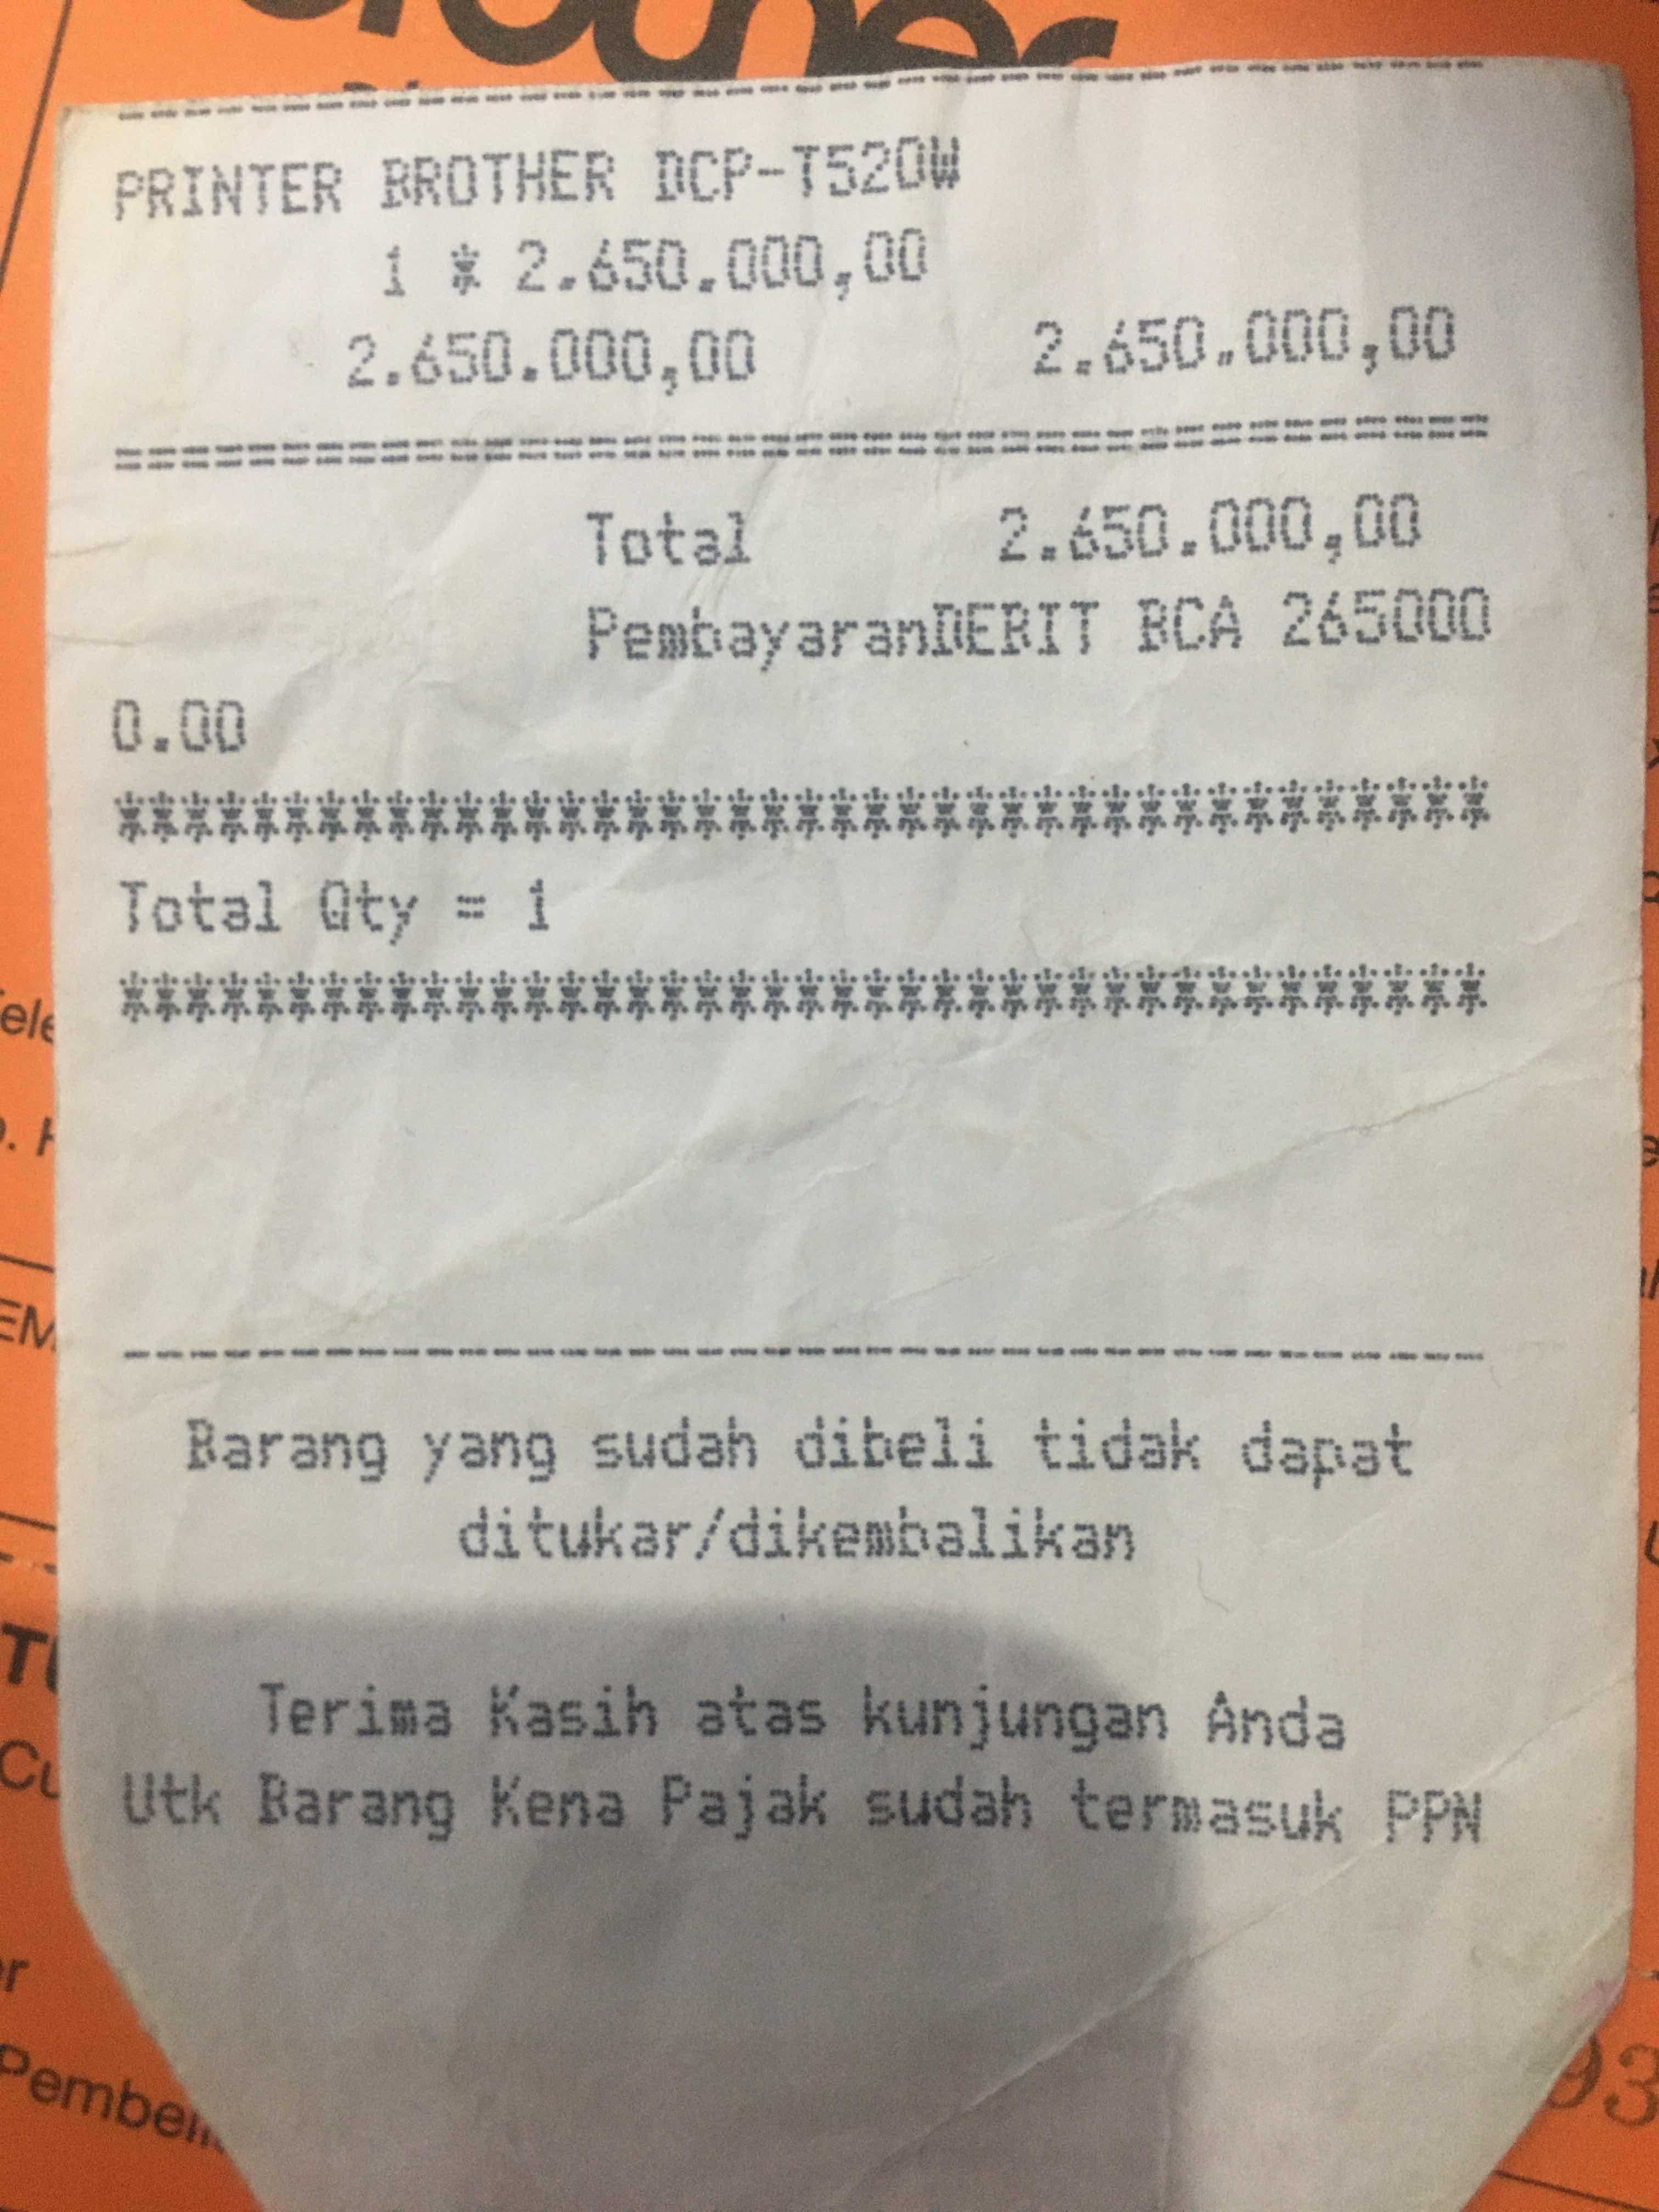 PRINTER BROTHER DCP-T520W
1 * 2.650.000,00
2.650.000,00 2.650.000,00
Total 2.650.000,00
PembayaranDEBIT BCA 265000
0.00
****************************************
Total Qty = 1
****************************************
Barang yang sudah dibeli tidak dapat
ditukar/dikembalikan
Terima Kasih atas kunjungan Anda
Utk Barang Kena Pajak sudah termasuk PPN